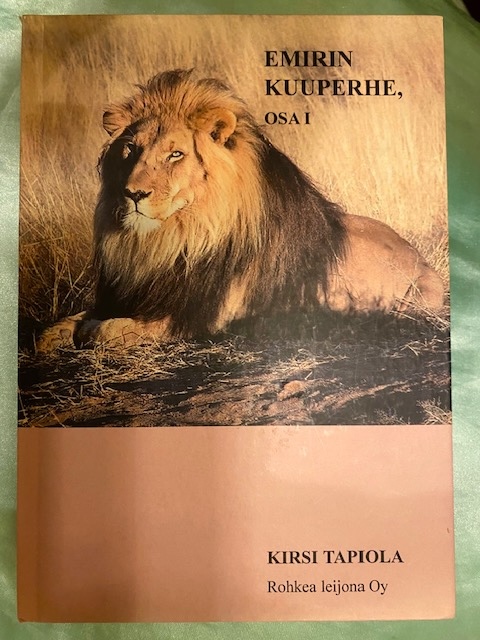 EMIRIN
KUUPERHE,
OSA I
KIRSI TAPIOLA
Rohkea leijona Oy